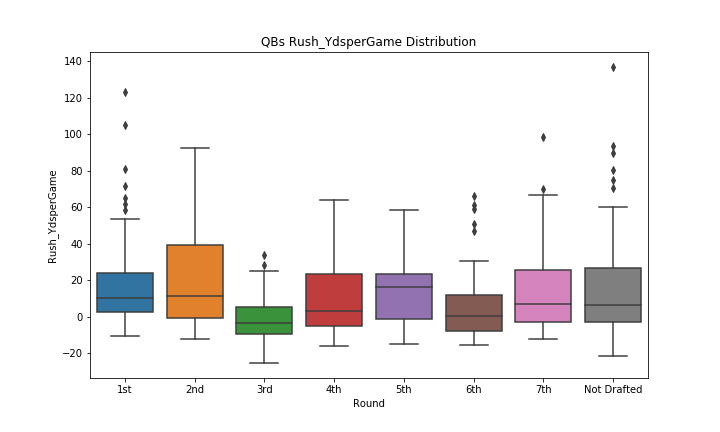 QBs Rush_YdsperGame Distribution
140
120
100
80
60
40
20
0
−20
Rush_YdsperGame
1st 2nd 3rd 4th 5th 6th 7th Not Drafted
Round